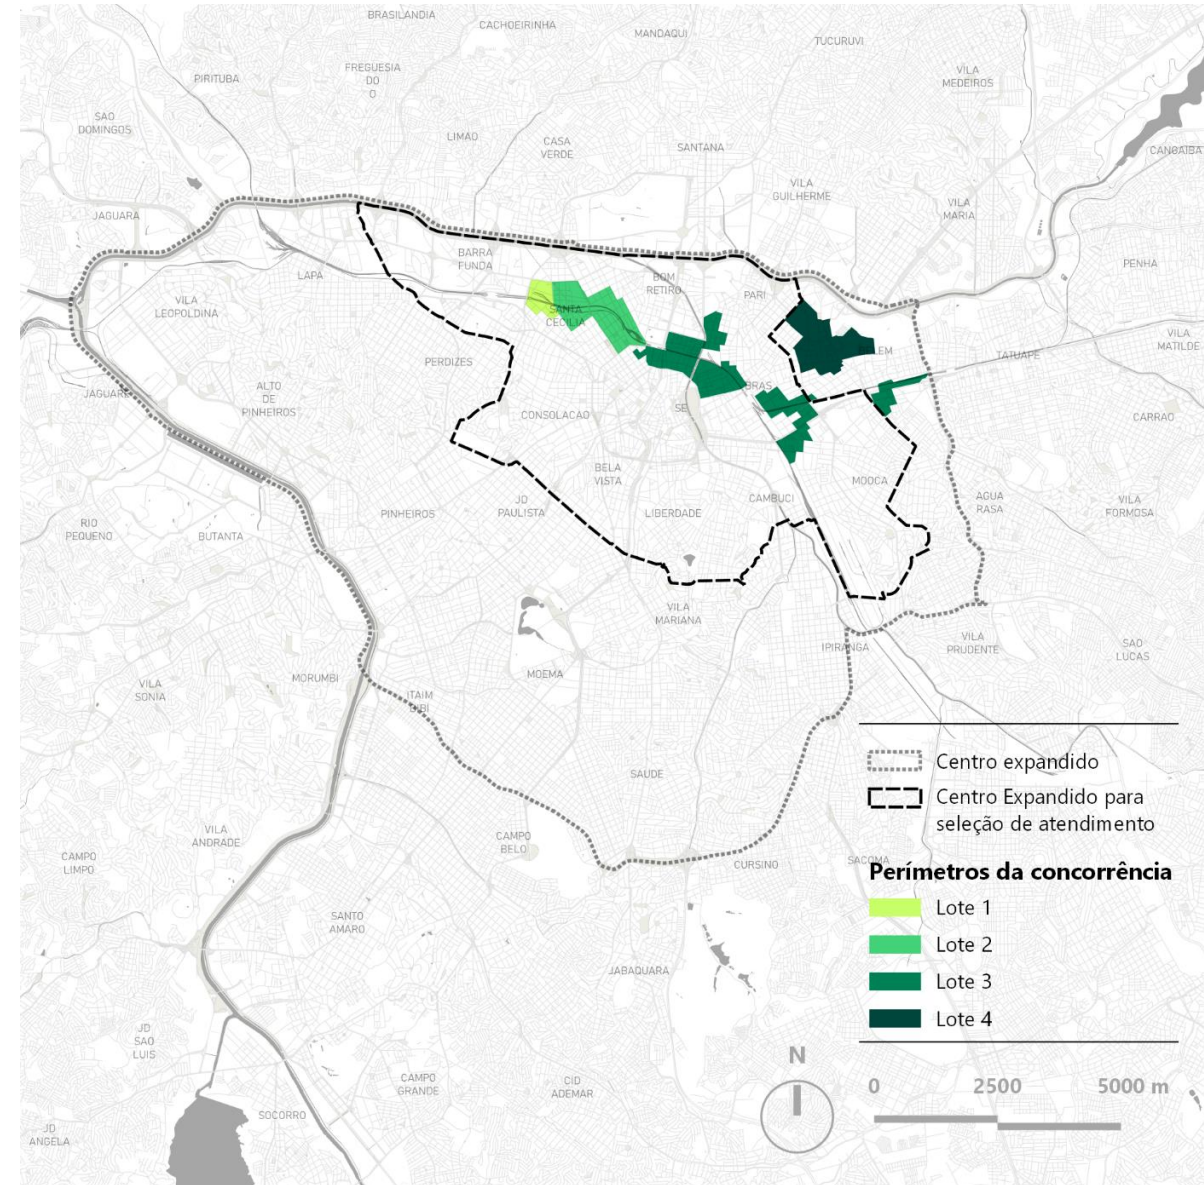 BRASILANDIA
CACHOEIRINHA
MANDAQUI
TUCURUVI
PIRITUBA
FREGUESIA
DO
O
VILA
MEDEIROS
SAO
DOMINGOS
LIMAO
CASA
VERDE
SANTANA
CANGAIBA
VILA
GUILHERME
JAGUARA
VILA
MARIA
BARRA
FUNDA
LAPA
PENHA
BOM
RETIRO
PARI
VILA
LEOPOLDINA
SANTA
CECILIA
VILA
MATILDE
PERDIZES
BELEM
TATUAPE
JAGUARE
ALTO
DE
PINHEIROS
BRAS
CONSOLACAO
SE
CARRAO
BELA
VISTA
MOOCA
JD
PAULISTA
CAMBUCI
AGUA
RASA
VILA
FORMOSA
RIO
PEQUENO
BUTANTA
PINHEIROS
LIBERDADE
VILA
MARIANA
IPIRANGA
VILA
PRUDENTE
SAO
LUCAS
MORUMBI
MOEMA
VILA
SONIA
ITAIM
BIBI
SAUDE
Centro expandido
Centro Expandido para
seleção de atendimento
VILA
ANDRADE
CAMPO
BELO
CAMPO
LIMPO
CURSINO
SACOMA
Perímetros da concorrência
Lote 1
Lote 2
Lote 3
Lote 4
SANTO
AMARO
JABAQUARA
JD
SAO
LUIS
N
CAMPO
GRANDE
CID
ADEMAR
0 2500 5000 m
SOCORRO
JD
ANGELA